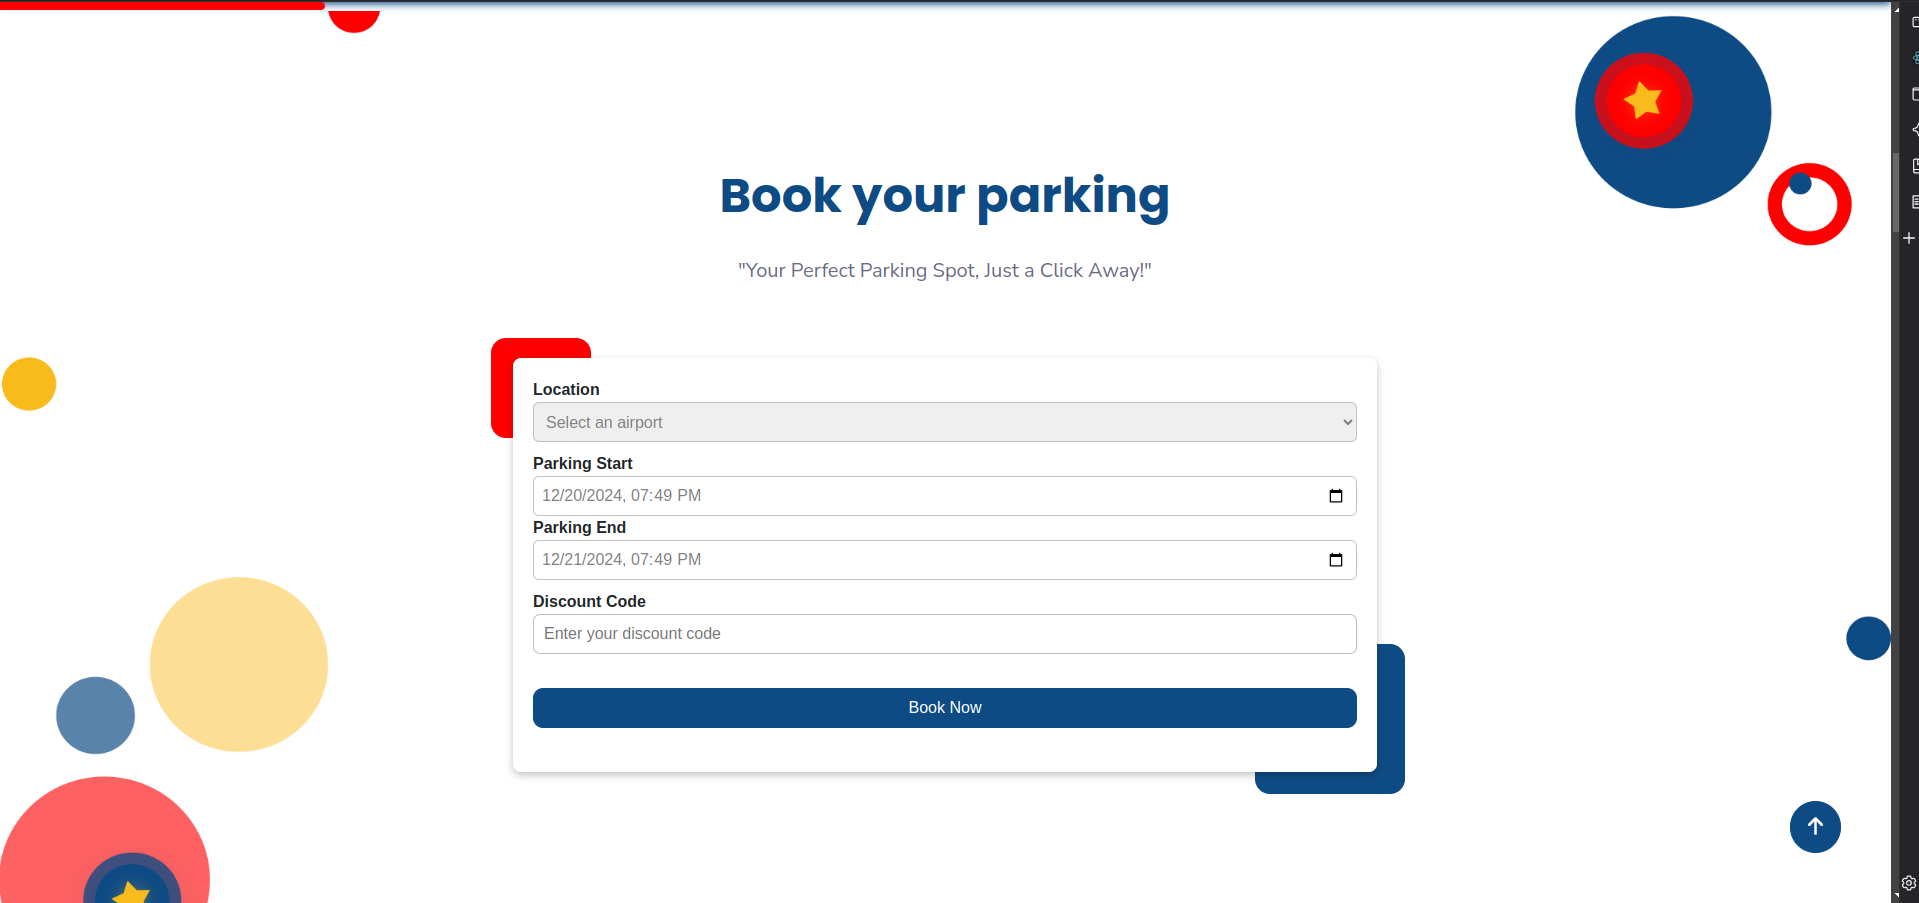 Book your parking
"Your Perfect Parking Spot, Just a Click Away!"
Location
Select an airport
Parking Start
12/20/2024, 07:49 PM
Parking End
12/21/2024, 07:49 PM
Discount Code
Enter your discount code
Book Now